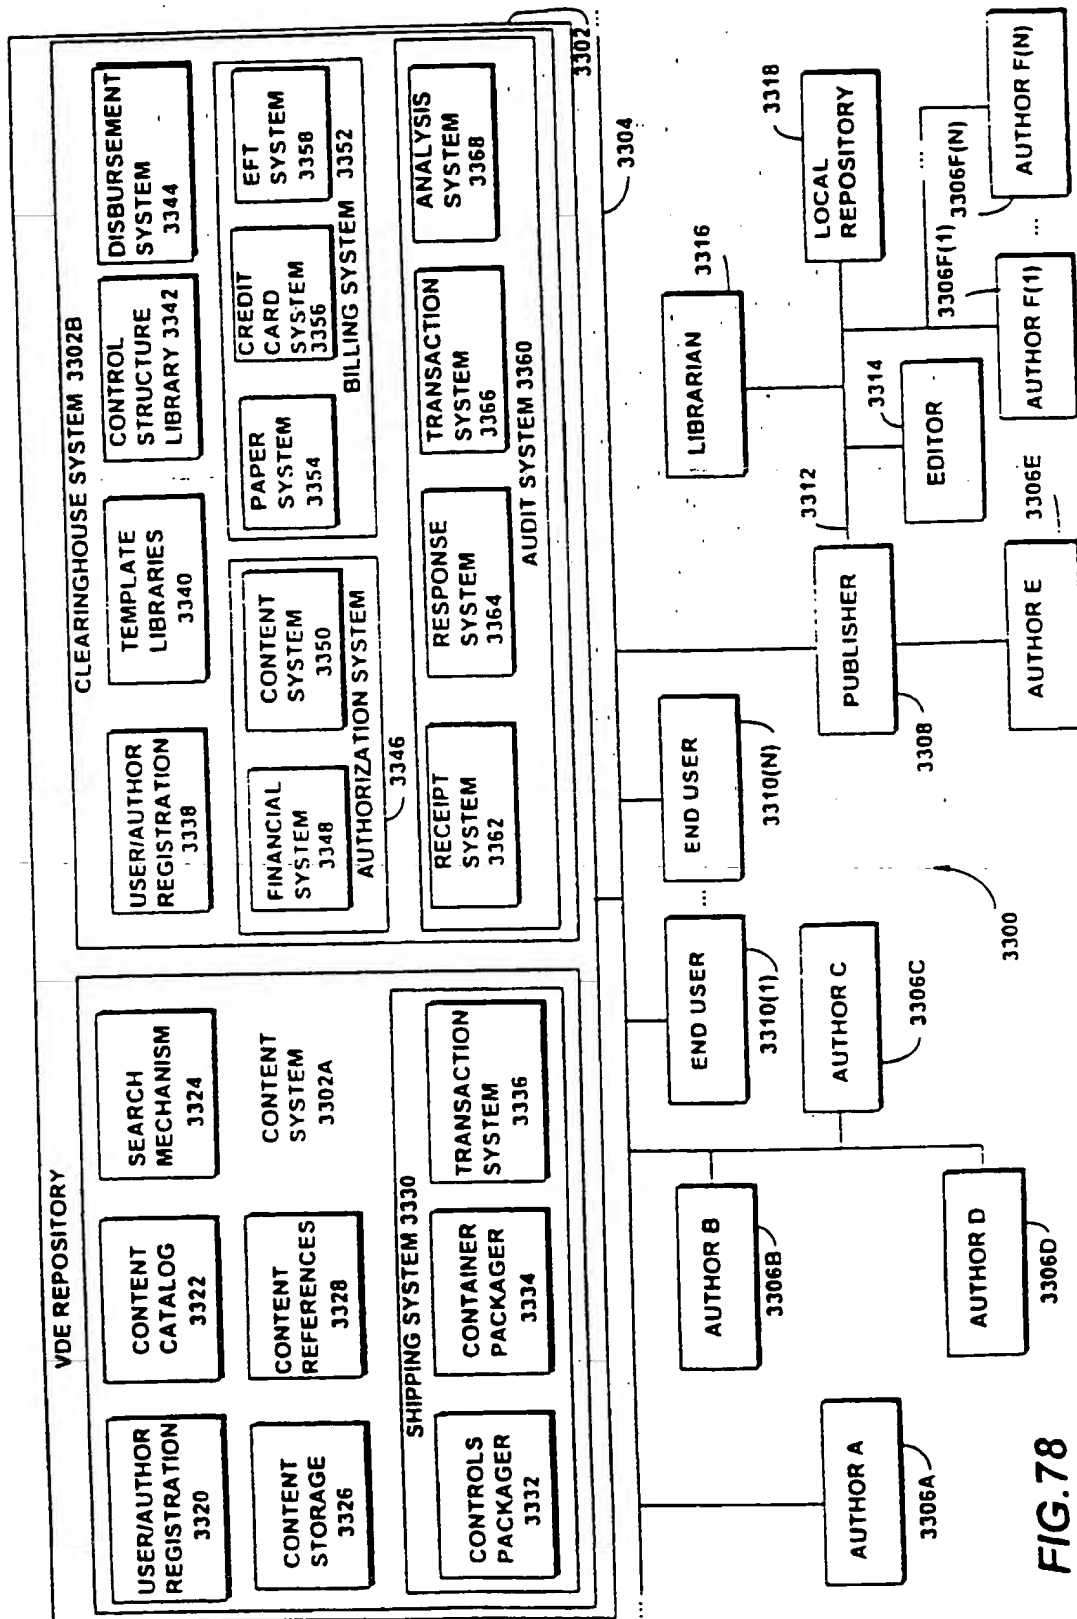 VDE REPOSITORY
USER/AUTHOR
REGISTRATION
3320
CONTENT
CATALOG
3322
SEARCH
MECHANISM
3324
CONTENT
STORAGE
3326
CONTENT
REFERENCES
3328
CONTENT
SYSTEM
3302A
SHIPPING SYSTEM 3330
CONTROLS
PACKAGER
3332
CONTAINER
PACKAGER
3334
TRANSACTION
SYSTEM
3336
CLEARINGHOUSE SYSTEM 3302B
USER/AUTHOR
REGISTRATION
3338
TEMPLATE
LIBRARIES
3340
CONTROL
STRUCTURE
LIBRARY 3342
DISBURSEMENT
SYSTEM
3344
FINANCIAL
SYSTEM
3348
CONTENT
SYSTEM
3350
AUTHORIZATION SYSTEM
3346
PAPER
SYSTEM
3354
CREDIT
CARD
SYSTEM
3356
EFT
SYSTEM
3358
BILLING SYSTEM 3352
RECEIPT
SYSTEM
3362
RESPONSE
SYSTEM
3364
TRANSACTION
SYSTEM
3366
ANALYSIS
SYSTEM
3368
AUDIT SYSTEM 3360
3302
...
3304
...
AUTHOR A
3306A
AUTHOR B
3306B
AUTHOR C
3306C
AUTHOR D
3306D
END USER
3310(1)
...
END USER
3310(N)
3300
PUBLISHER
3308
3312
AUTHOR E
3306E
EDITOR
3314
LIBRARIAN
3316
LOCAL
REPOSITORY
3318
AUTHOR F(1)
3306F(1)
...
...
AUTHOR F(N)
3306F(N)
FIG.78